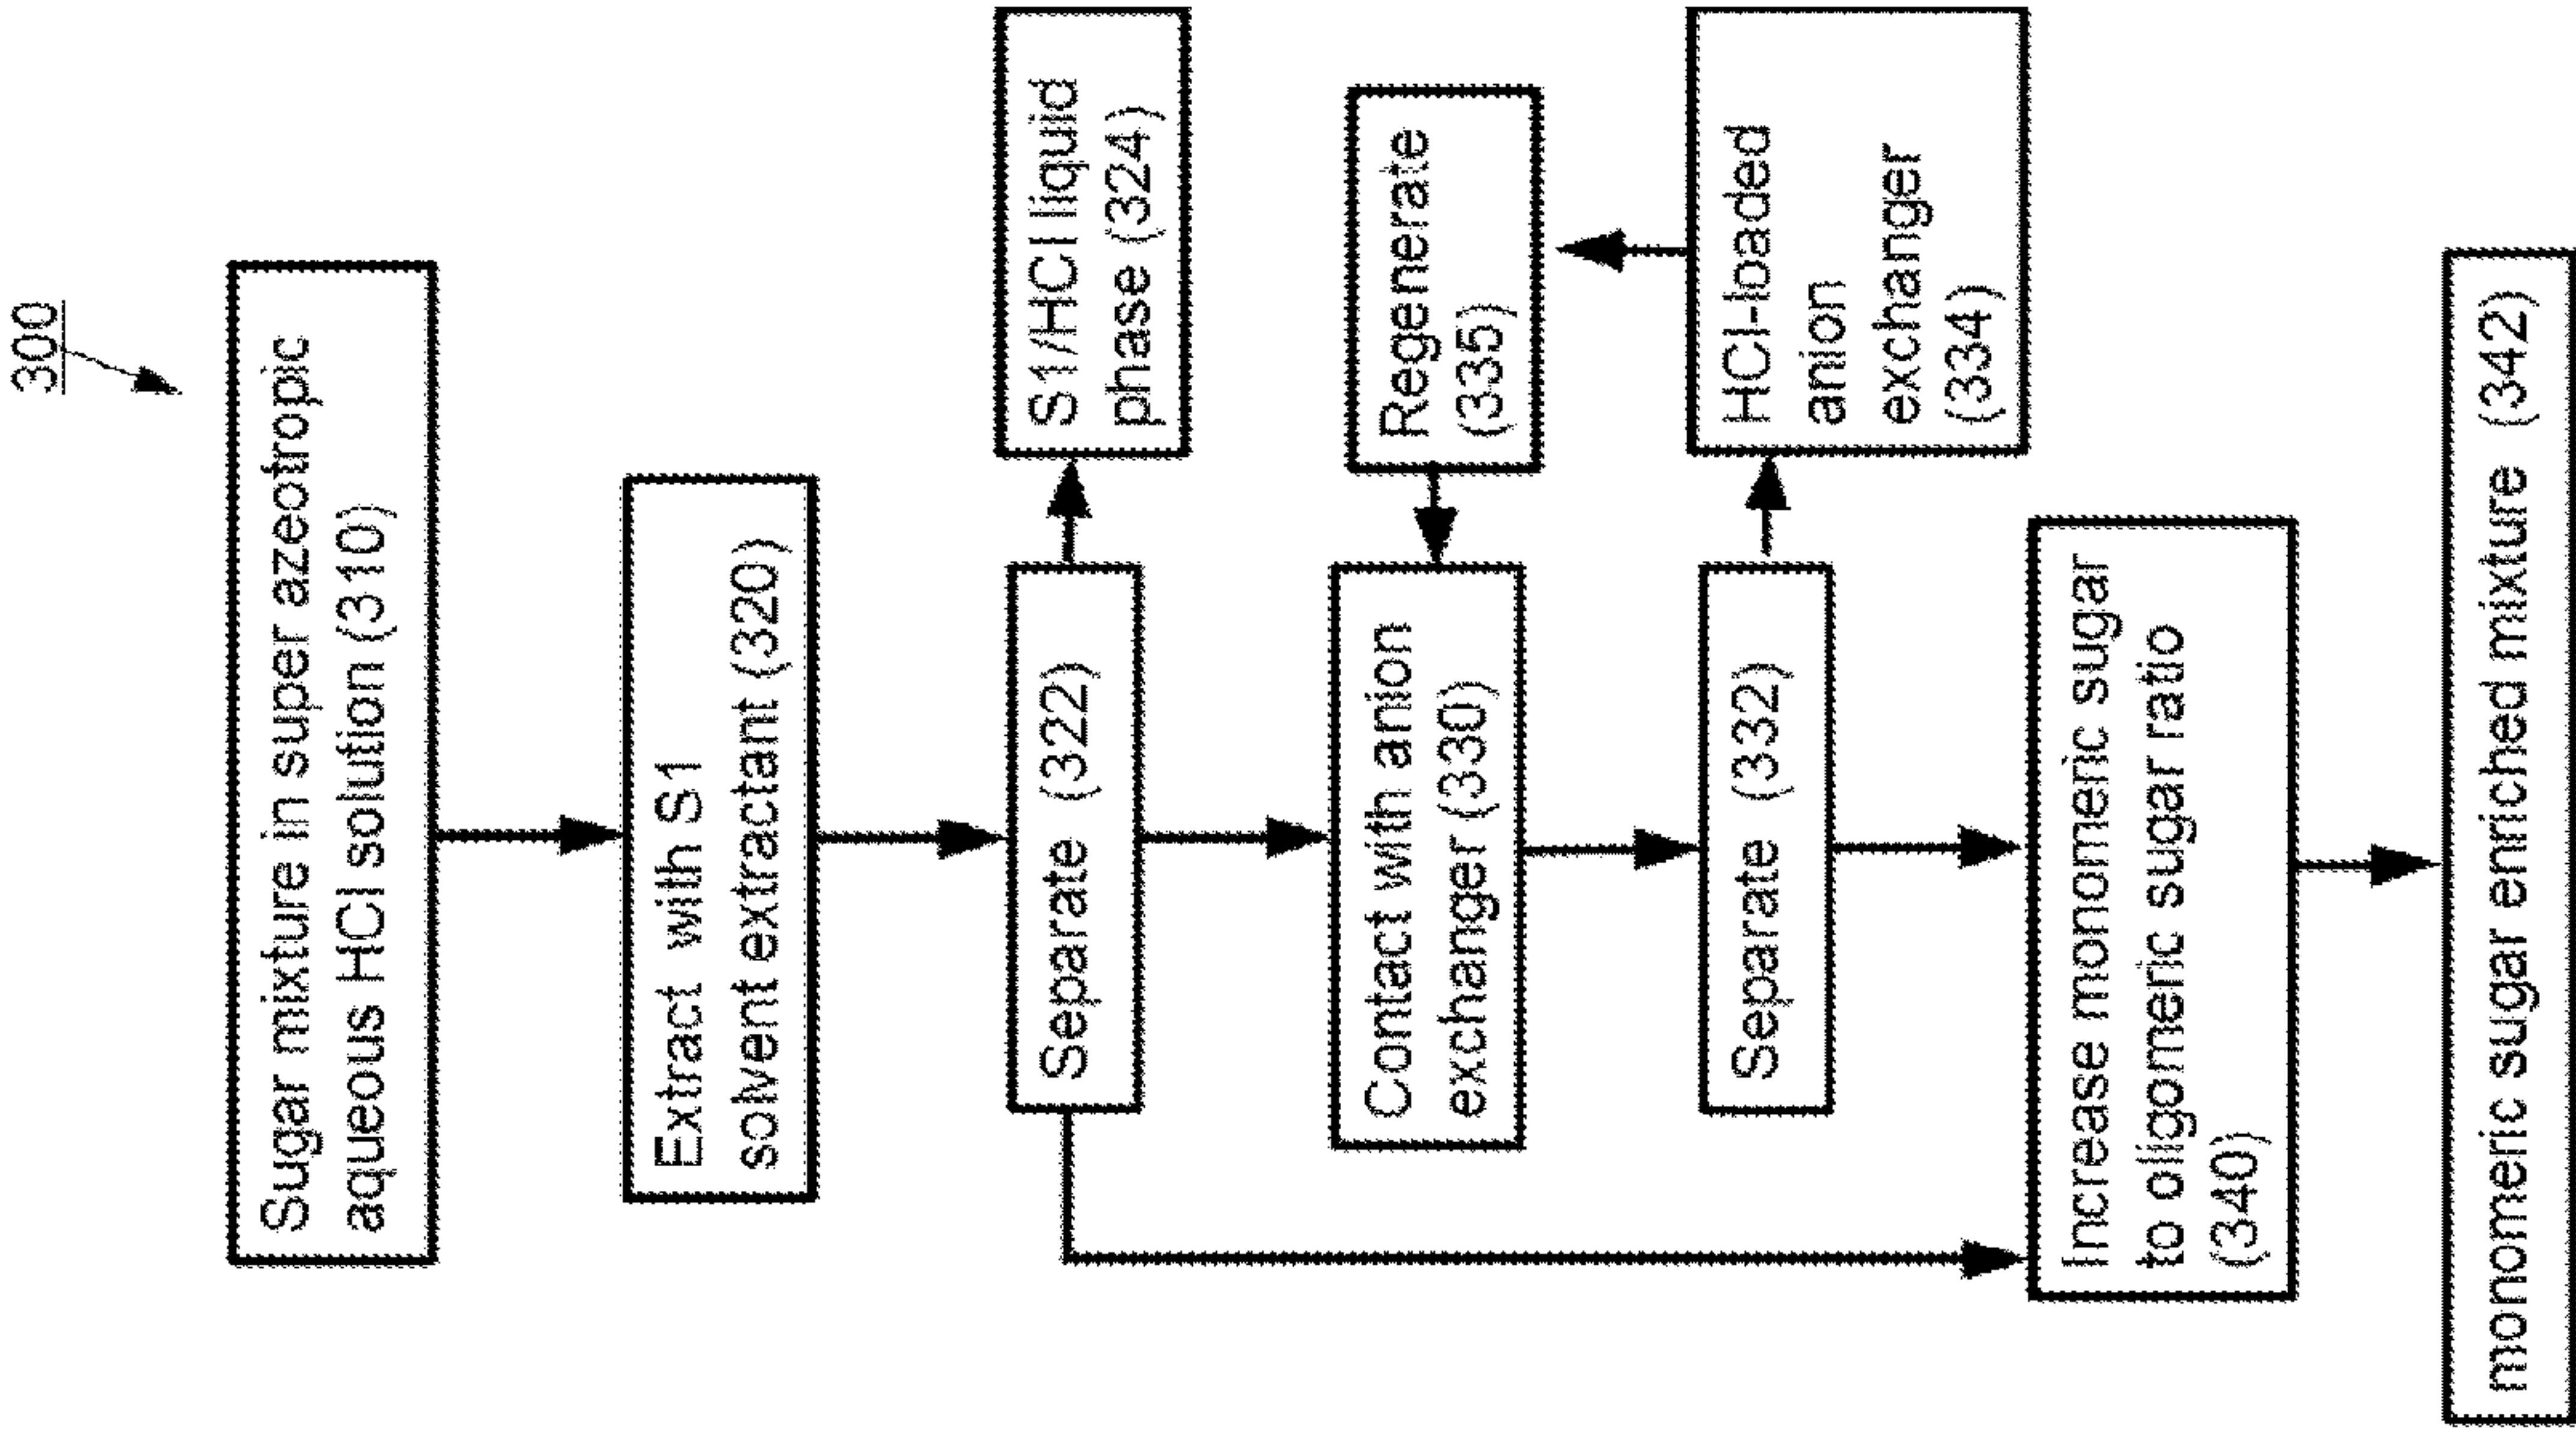 300
Sugar mixture in super azeotropic
aqueous HCl solution (310)
Extract with S1
solvent extractant (320)
Separate (322)
S1/HCl liquid
phase (324)
Contact with anion
exchanger (330)
Regenerate
(335)
Separate (332)
HCl-loaded
anion
exchanger
(334)
Increase monomeric sugar
to oligomeric sugar ratio
(340)
monomeric sugar enriched mixture (342)